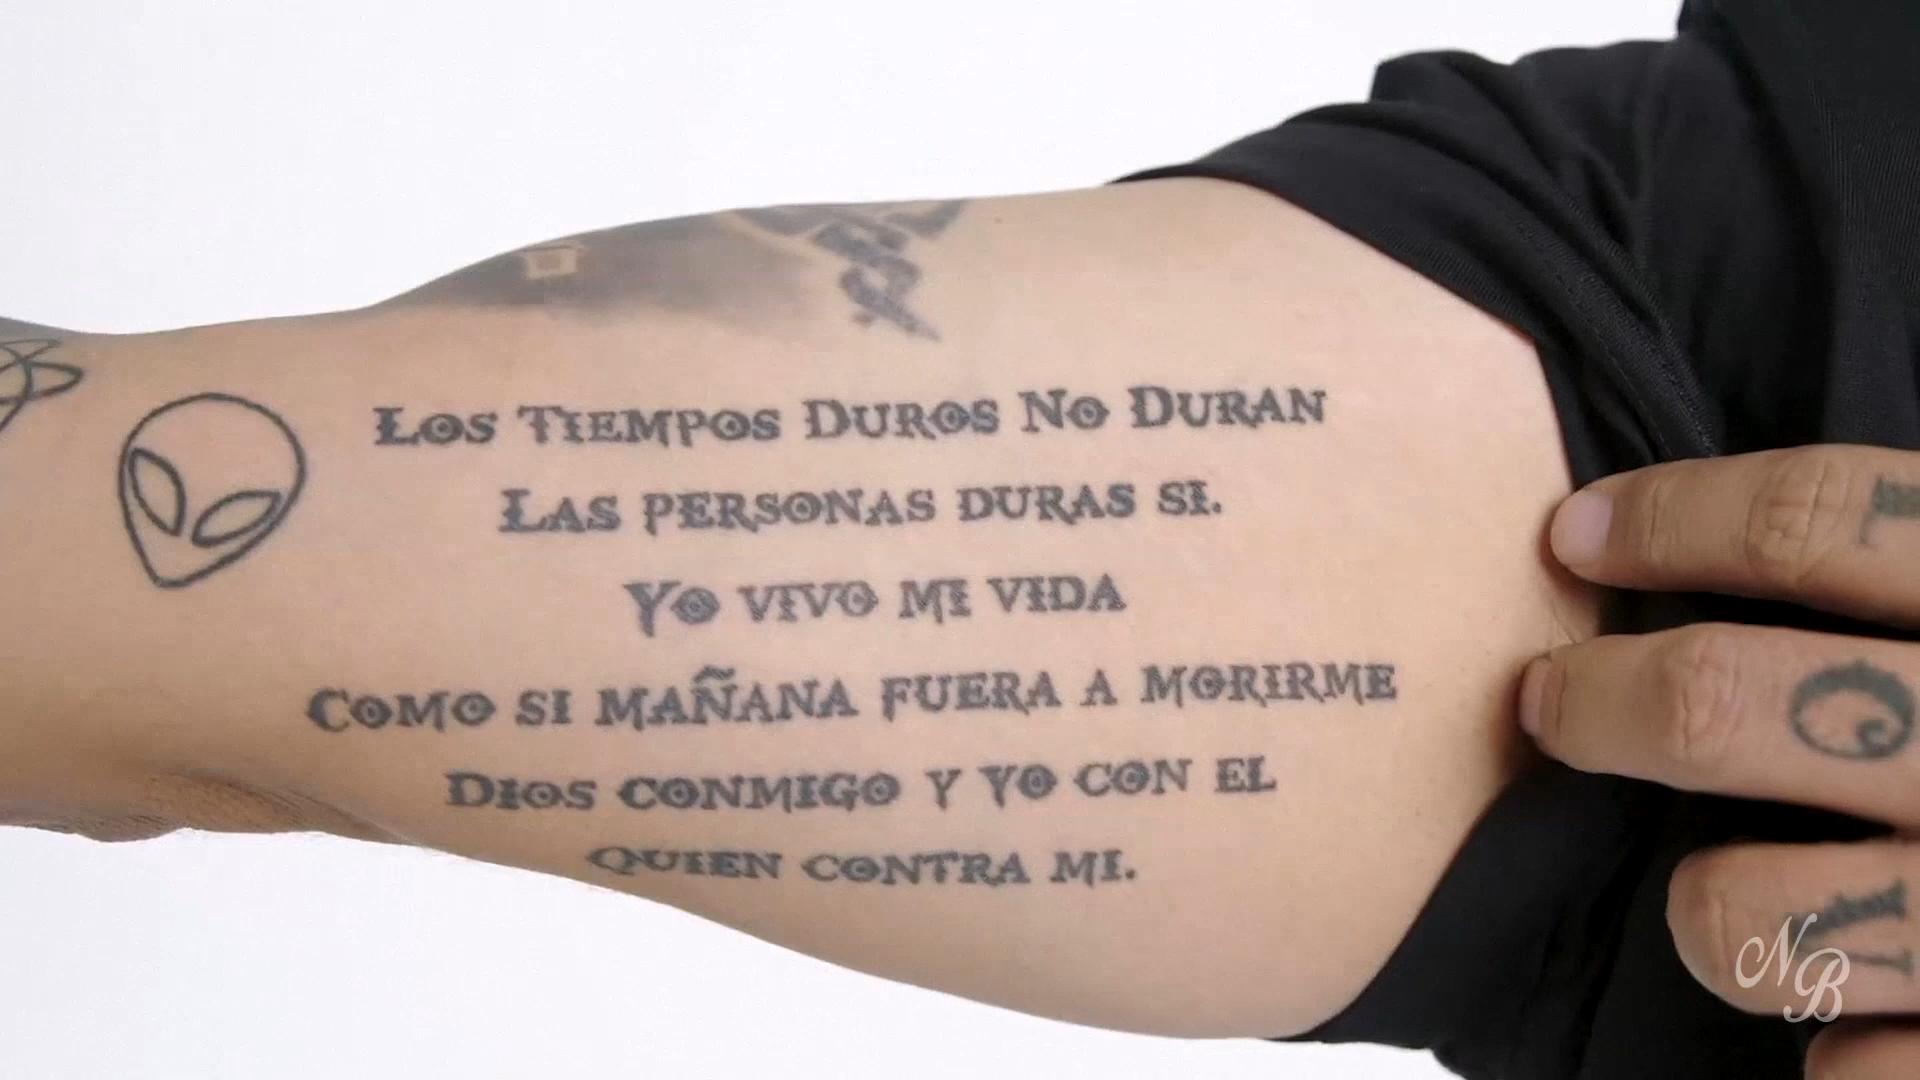 Los Tiempos Duros No Duran
Las personas duras si.
Yo vivo mi vida
Como si mañana fuera a morirme
Dios conmigo y yo con el
quien contra mi.
L
O
V
NB